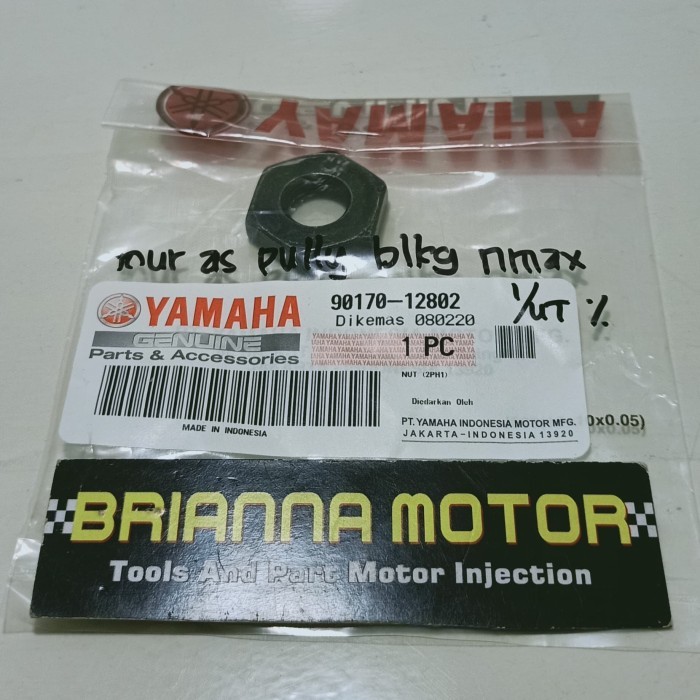 YAMAHA
mur as pully blkg nmax
YAMAHA
GENUINE
Parts & Accessories
90170-12802
Dikemas 080220
1 PC
NUT (2PH1)
MADE IN INDONESIA
Diedarkan Oleh
PT. YAMAHA INDONESIA MOTOR MFG.
JAKARTA-INDONESIA 13920
0x0.05)
BRIANNA MOTOR
Tools And Part Motor Injection